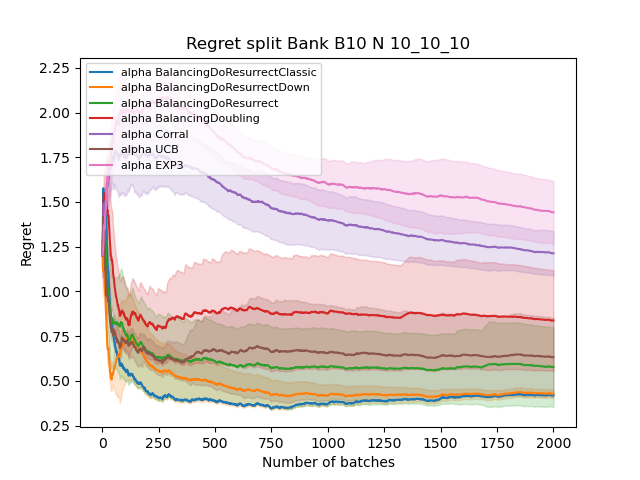 Regret split Bank B10 N 10_10_10
2.25
2.00
1.75
1.50
1.25
1.00
0.75
0.50
0.25
Regret
alpha BalancingDoResurrectClassic
alpha BalancingDoResurrectDown
alpha BalancingDoResurrect
alpha BalancingDoubling
alpha Corral
alpha UCB
alpha EXP3
0 250 500 750 1000 1250 1500 1750 2000
Number of batches